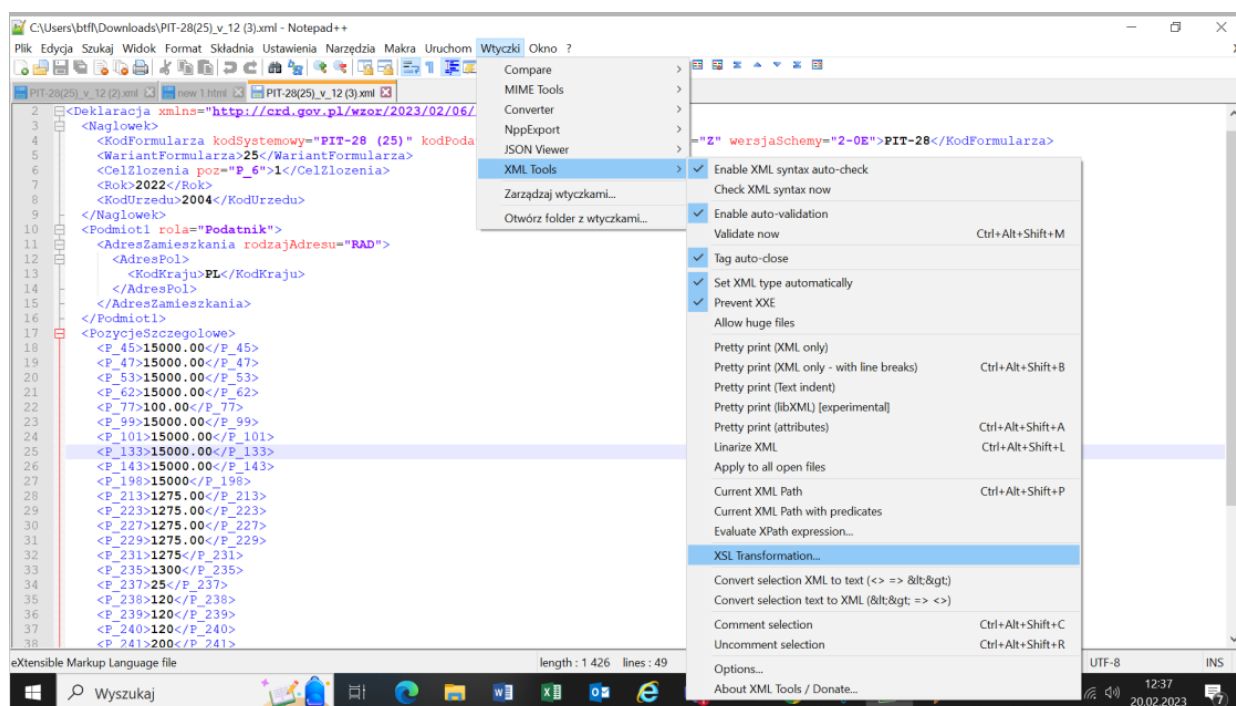 C:\Users\btfl\Downloads\PIT-28(25)_v_12 (3).xml - Notepad++
Plik Edycja Szukaj Widok Format Składnia Ustawienia Narzędzia Makra Uruchom Wtyczki Okno ?
PIT-28(25)_v_12 (2).xml new 1.html PIT-28(25)_v_12 (3).xml
2 <Deklaracja xmlns="http://crd.gov.pl/wzor/2023/02/06/
3 <Naglowek>
4 <KodFormularza kodSystemowy="PIT-28 (25)" kodPoda ="Z" wersjaSchemy="2-0E">PIT-28</KodFormularza>
5 <WariantFormularza>25</WariantFormularza>
6 <CelZlozenia poz="P_6">1</CelZlozenia>
7 <Rok>2022</Rok>
8 <KodUrzedu>2004</KodUrzedu>
9 </Naglowek>
10 <Podmiot1 rola="Podatnik">
11 <AdresZamieszkania rodzajAdresu="RAD">
12 <AdresPol>
13 <KodKraju>PL</KodKraju>
14 </AdresPol>
15 </AdresZamieszkania>
16 </Podmiot1>
17 <PozycjeSzczegolowe>
18 <P_45>15000.00</P_45>
19 <P_47>15000.00</P_47>
20 <P_53>15000.00</P_53>
21 <P_62>15000.00</P_62>
22 <P_77>100.00</P_77>
23 <P_99>15000.00</P_99>
24 <P_101>15000.00</P_101>
25 <P_133>15000.00</P_133>
26 <P_143>15000.00</P_143>
27 <P_198>15000</P_198>
28 <P_213>1275.00</P_213>
29 <P_223>1275.00</P_223>
30 <P_227>1275.00</P_227>
31 <P_229>1275.00</P_229>
32 <P_231>1275</P_231>
33 <P_235>1300</P_235>
34 <P_237>25</P_237>
35 <P_238>120</P_238>
36 <P_239>120</P_239>
37 <P_240>120</P_240>
38 <P_241>200</P_241>
Compare
MIME Tools
Converter
NppExport
JSON Viewer
XML Tools
Zarządzaj wtyczkami...
Otwórz folder z wtyczkami...
Enable XML syntax auto-check
Check XML syntax now
Enable auto-validation
Validate now Ctrl+Alt+Shift+M
Tag auto-close
Set XML type automatically
Prevent XXE
Allow huge files
Pretty print (XML only)
Pretty print (XML only - with line breaks) Ctrl+Alt+Shift+B
Pretty print (Text indent)
Pretty print (libXML) [experimental]
Pretty print (attributes) Ctrl+Alt+Shift+A
Linarize XML Ctrl+Alt+Shift+L
Apply to all open files
Current XML Path Ctrl+Alt+Shift+P
Current XML Path with predicates
Evaluate XPath expression...
XSL Transformation...
Convert selection XML to text (<> => &lt;&gt;)
Convert selection text to XML (&lt;&gt; => <>)
Comment selection Ctrl+Alt+Shift+C
Uncomment selection Ctrl+Alt+Shift+R
Options...
About XML Tools / Donate...
eXtensible Markup Language file length : 1 426 lines : 49 UTF-8 INS
Wyszukaj
12:37
20.02.2023
7